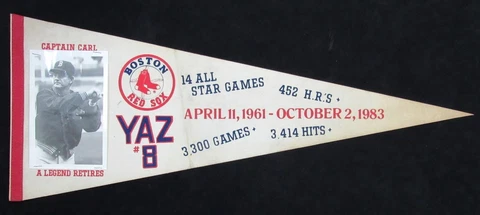 CAPTAIN CARL
A LEGEND RETIRES
BOSTON
RED SOX
YAZ
#8
14 ALL
STAR GAMES
452 H.R.'S •
APRIL 11, 1961 - OCTOBER 2, 1983
3,300 GAMES •
3,414 HITS •